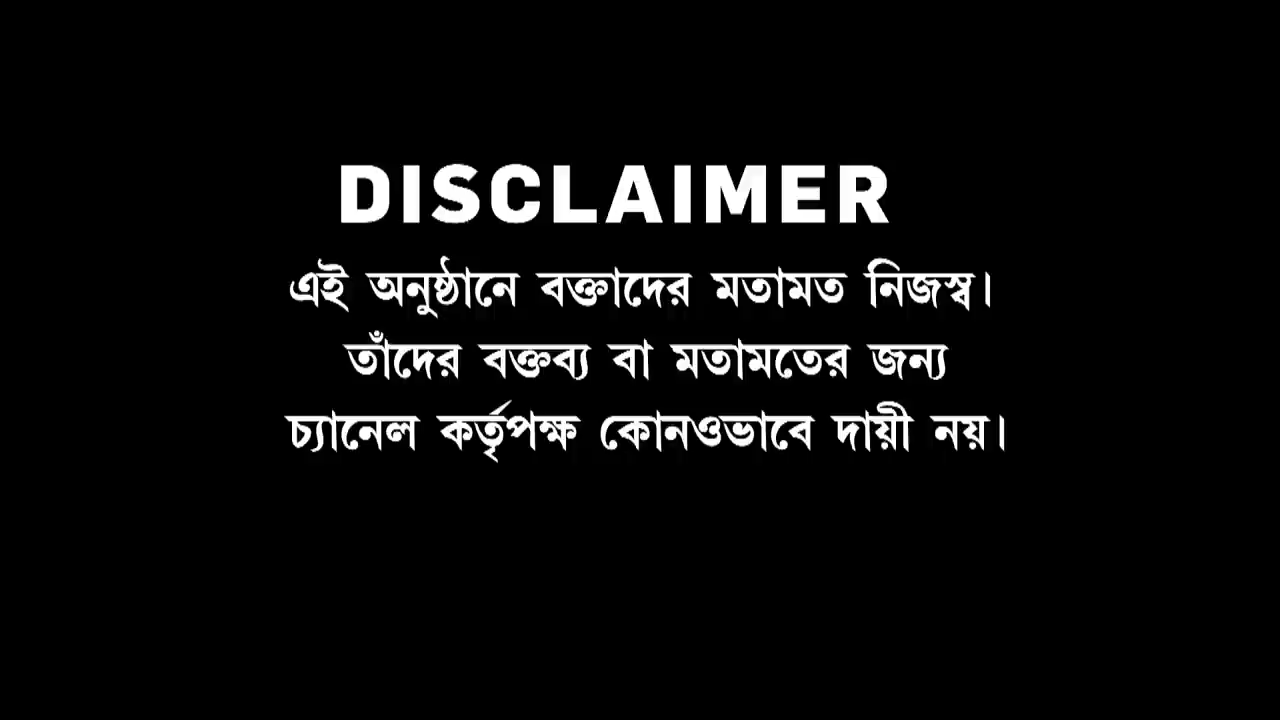 DISCLAIMER
এই অনুষ্ঠানে বক্তাদের মতামত নিজস্ব।
তাঁদের বক্তব্য বা মতামতের জন্য
চ্যানেল কর্তৃপক্ষ কোনওভাবে দায়ী নয়।